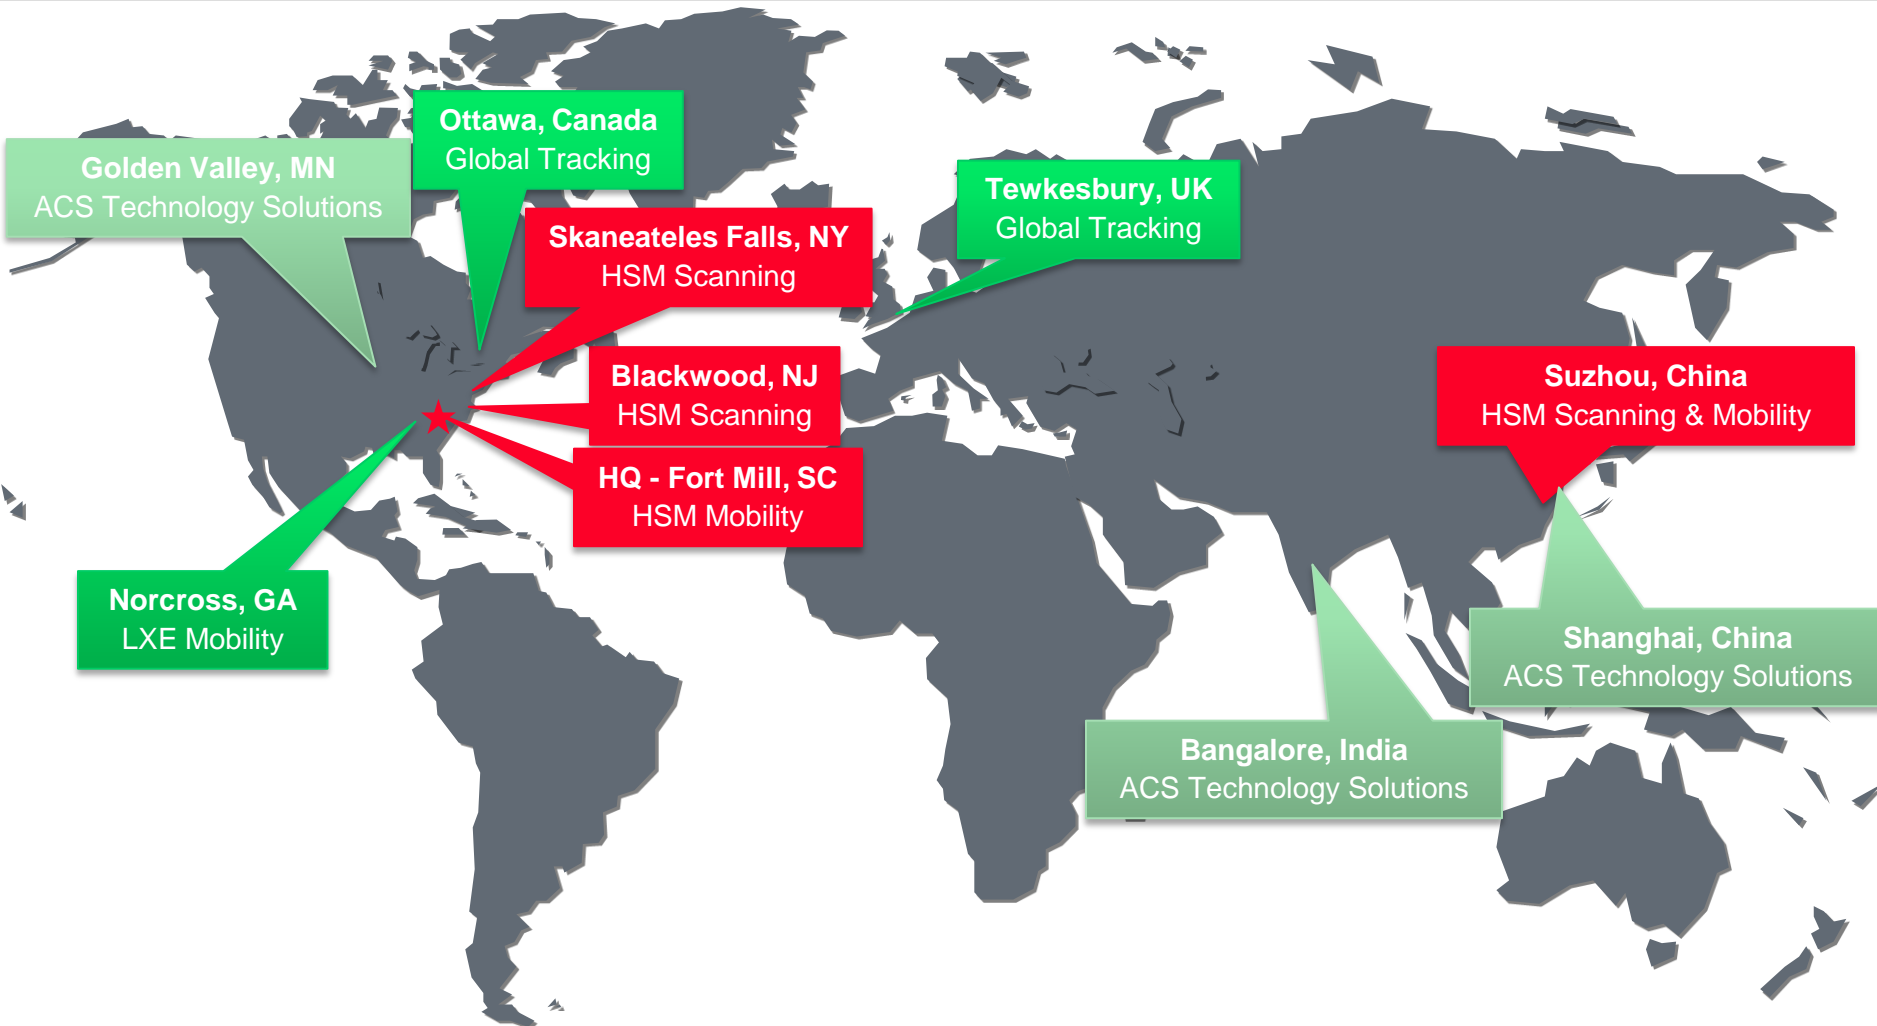 Ottawa, Canada
Global Tracking
Golden Valley, MN
ACS Technology Solutions
Tewkesbury, UK
Global Tracking
Skaneateles Falls, NY
HSM Scanning
Blackwood, NJ
HSM Scanning
Suzhou, China
HSM Scanning & Mobility
HQ - Fort Mill, SC
HSM Mobility
Norcross, GA
LXE Mobility
Shanghai, China
ACS Technology Solutions
Bangalore, India
ACS Technology Solutions